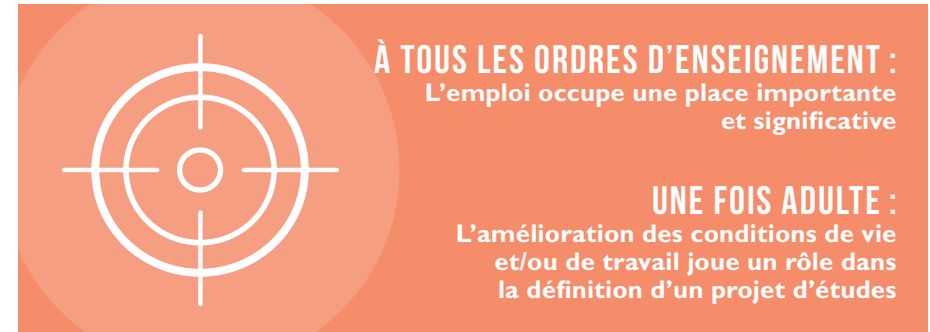 À TOUS LES ORDRES D’ENSEIGNEMENT :
L’emploi occupe une place importante
et significative
UNE FOIS ADULTE :
L’amélioration des conditions de vie
et/ou de travail joue un rôle dans
la définition d’un projet d’études